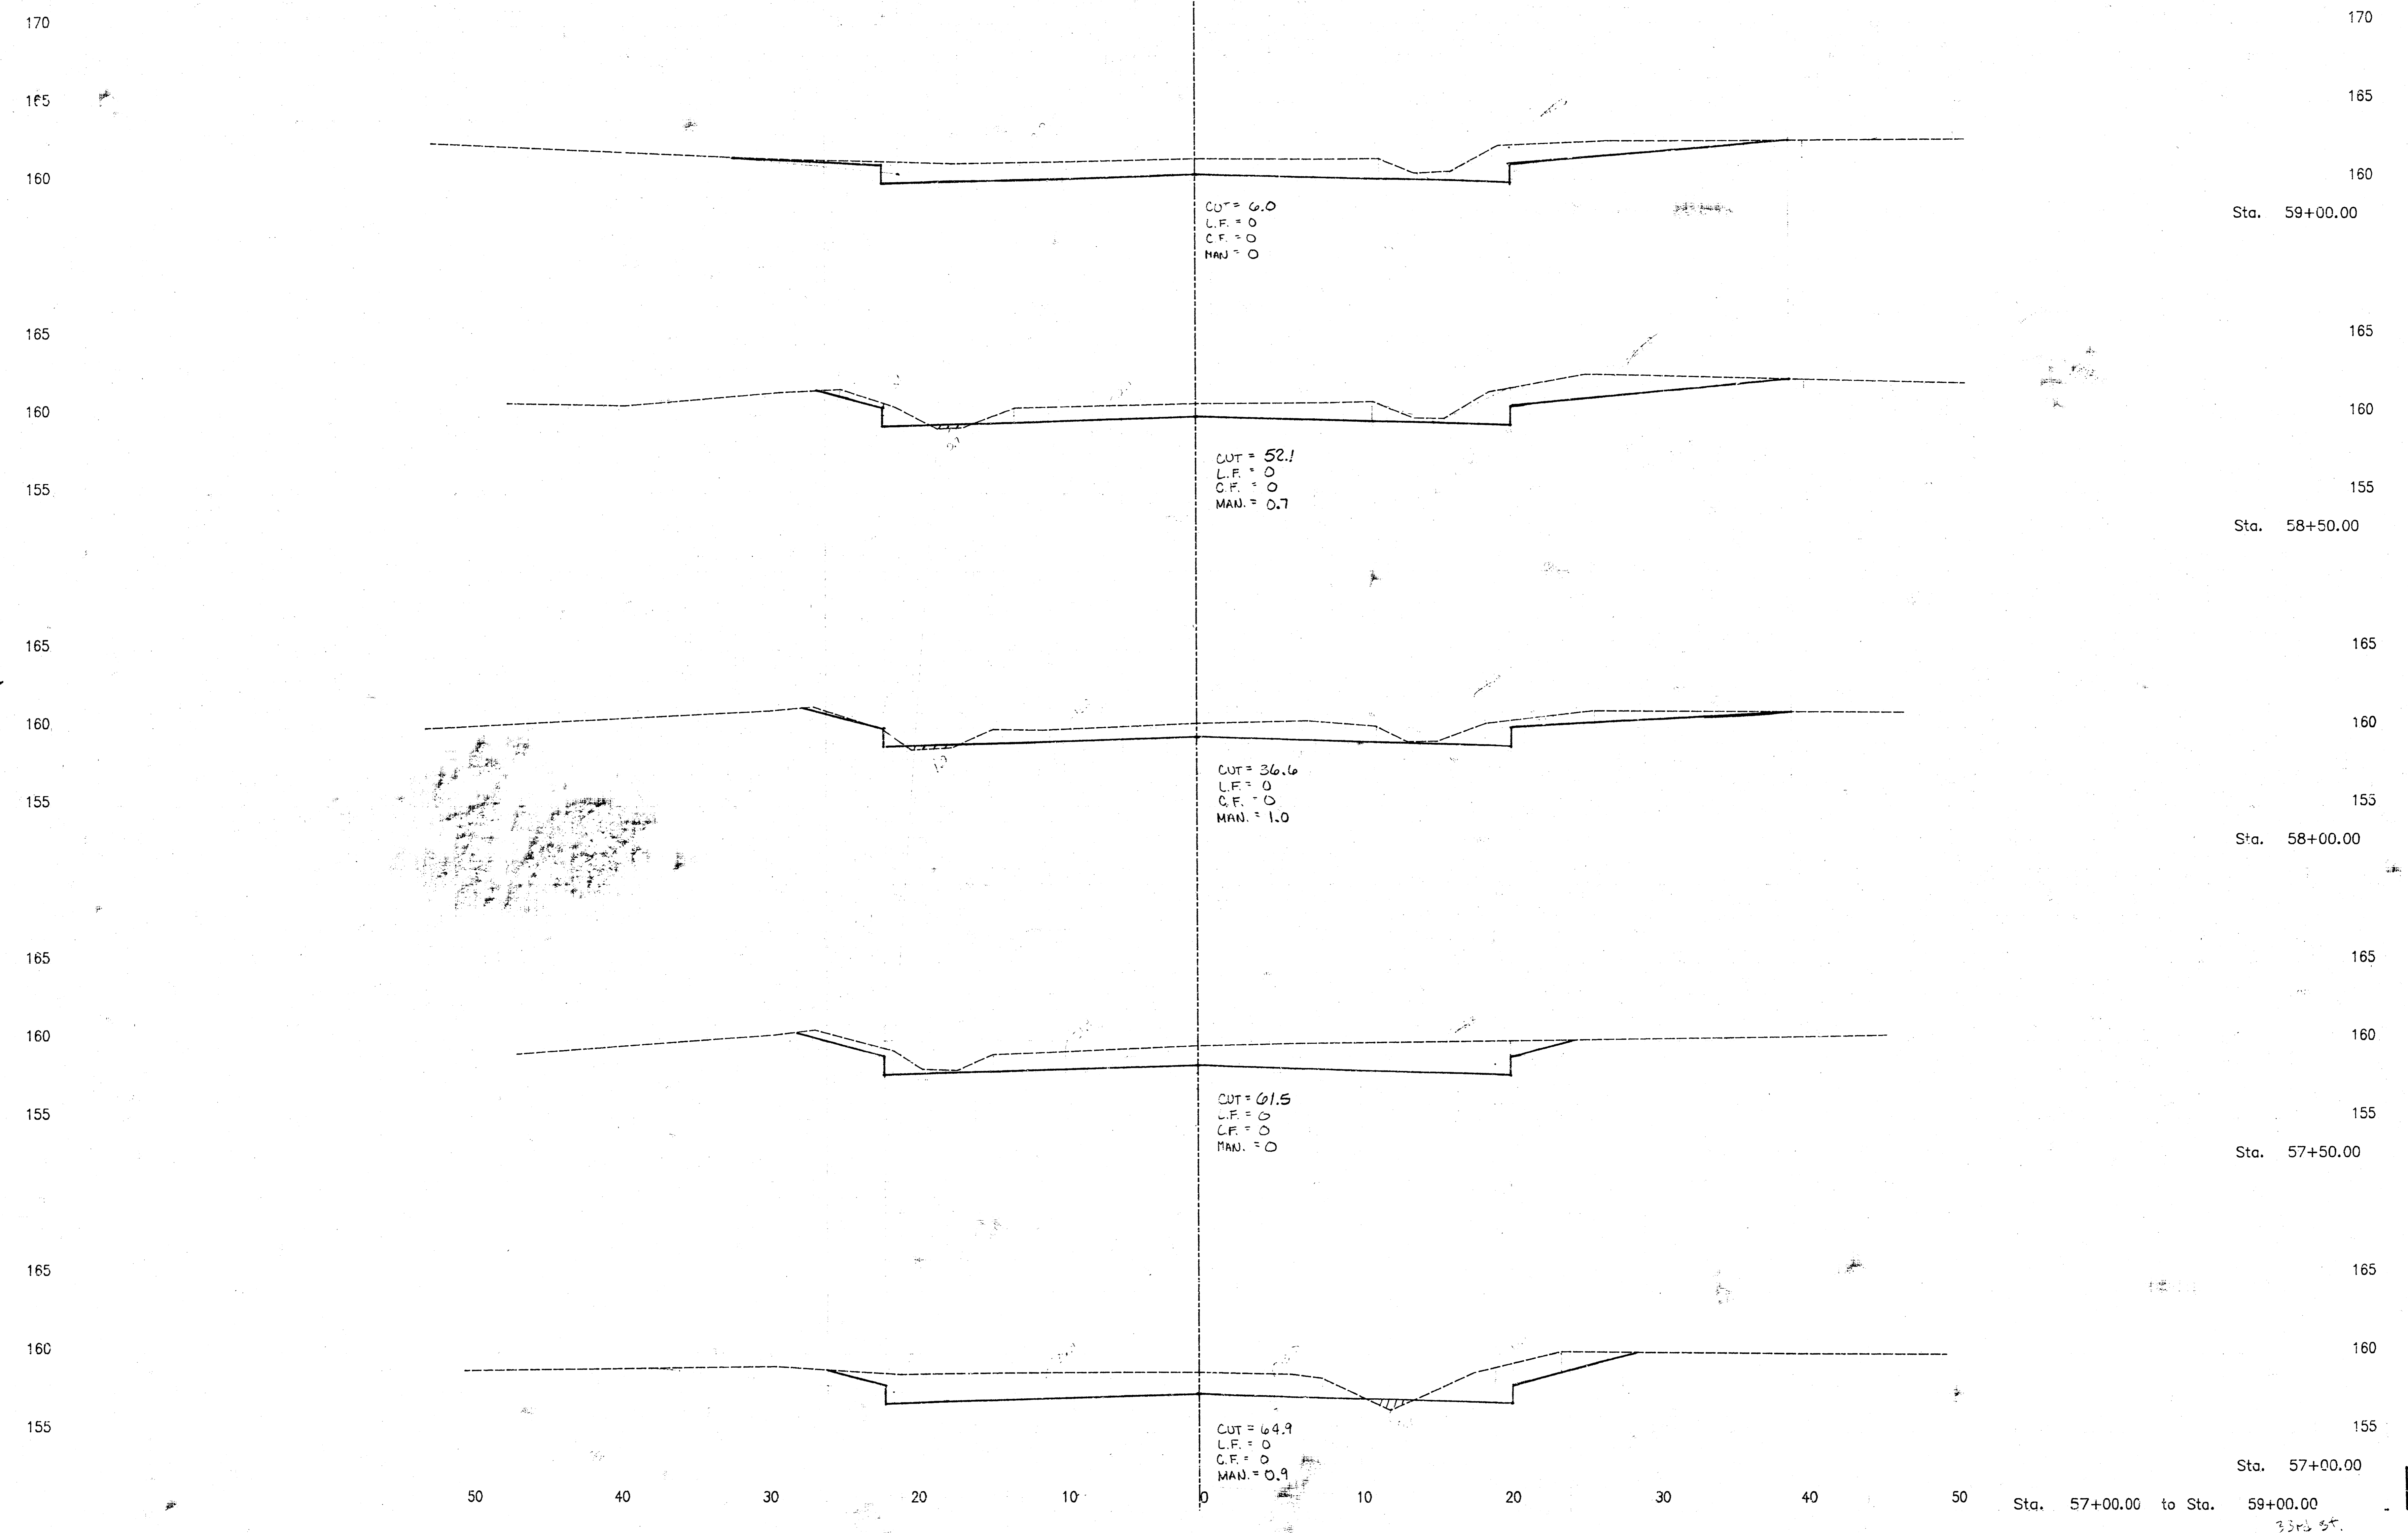 170 170
165 165
160 160
CUT = 6.0
L.F. = 0
C.F. = 0
MAN = 0
Sta. 59+00.00
165 165
160 160
CUT = 52.1
L.F. = 0
C.F. = 0
MAN. = 0.7
155 155
Sta. 58+50.00
165 165
160 160
CUT = 36.6
L.F. = 0
C.F. = 0
MAN. = 1.0
155 155
Sta. 58+00.00
165 165
160 160
CUT = 61.5
L.F. = 0
C.F. = 0
MAN. = 0
155 155
Sta. 57+50.00
165 165
160 160
155 155
CUT = 64.9
L.F. = 0
C.F. = 0
MAN. = 0.9
Sta. 57+00.00
50 40 30 20 10 0 10 20 30 40 50
Sta. 57+00.00 to Sta. 59+00.00
33rd St.